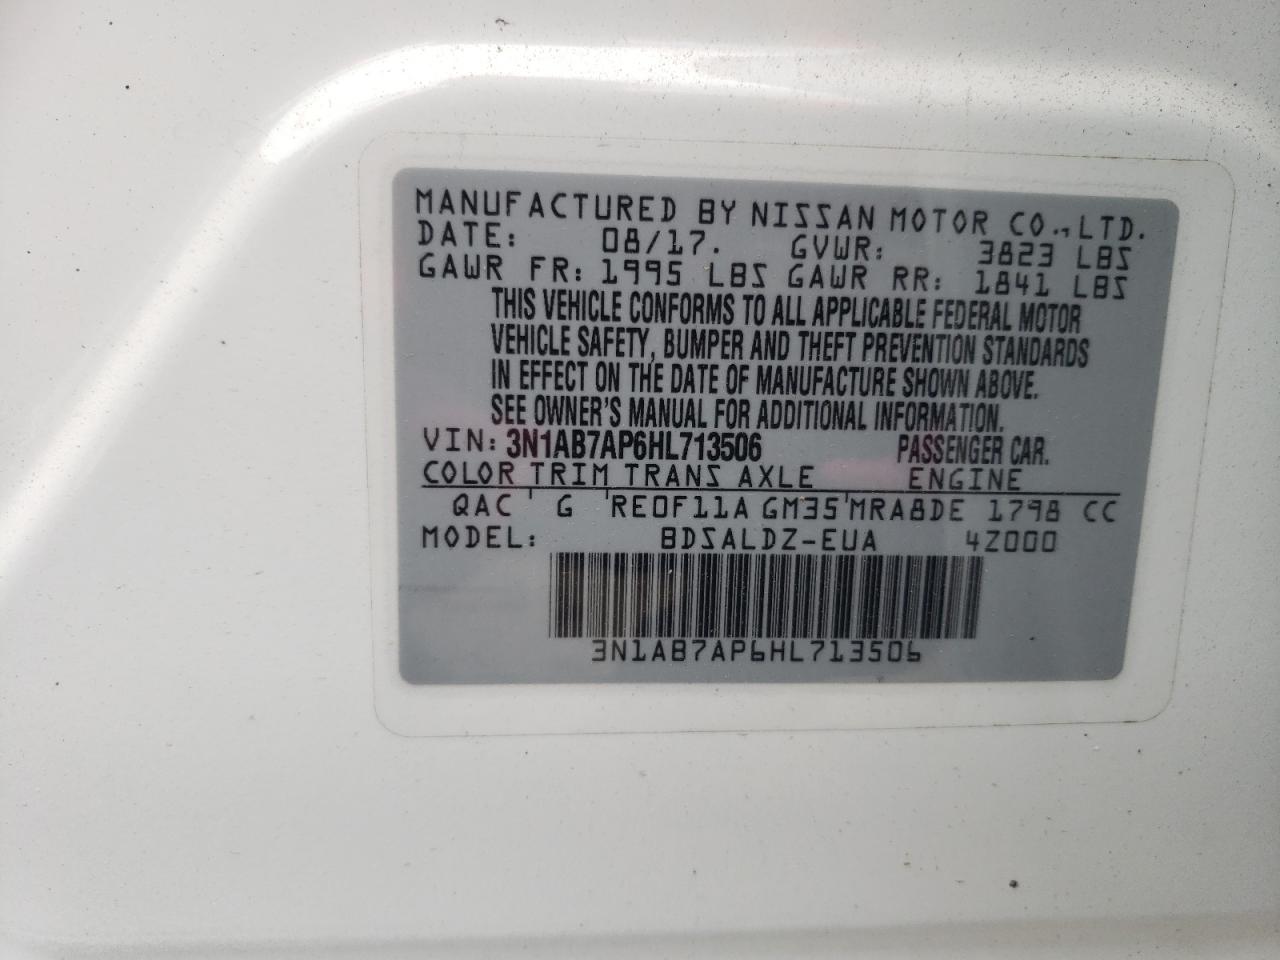 MANUFACTURED BY NISSAN MOTOR CO., LTD.
DATE: 08/17. GVWR: 3823 LBS
GAWR FR: 1995 LBS GAWR RR: 1841 LBS
THIS VEHICLE CONFORMS TO ALL APPLICABLE FEDERAL MOTOR
VEHICLE SAFETY, BUMPER AND THEFT PREVENTION STANDARDS
IN EFFECT ON THE DATE OF MANUFACTURE SHOWN ABOVE.
SEE OWNER'S MANUAL FOR ADDITIONAL INFORMATION.
VIN: 3N1AB7AP6HL713506 PASSENGER CAR.
COLOR TRIM TRANS AXLE ENGINE
QAC G RE0F11A GM35 MRA8DE 1798 CC
MODEL: BDSALDZ-EUA 4Z000
3N1AB7AP6HL713506